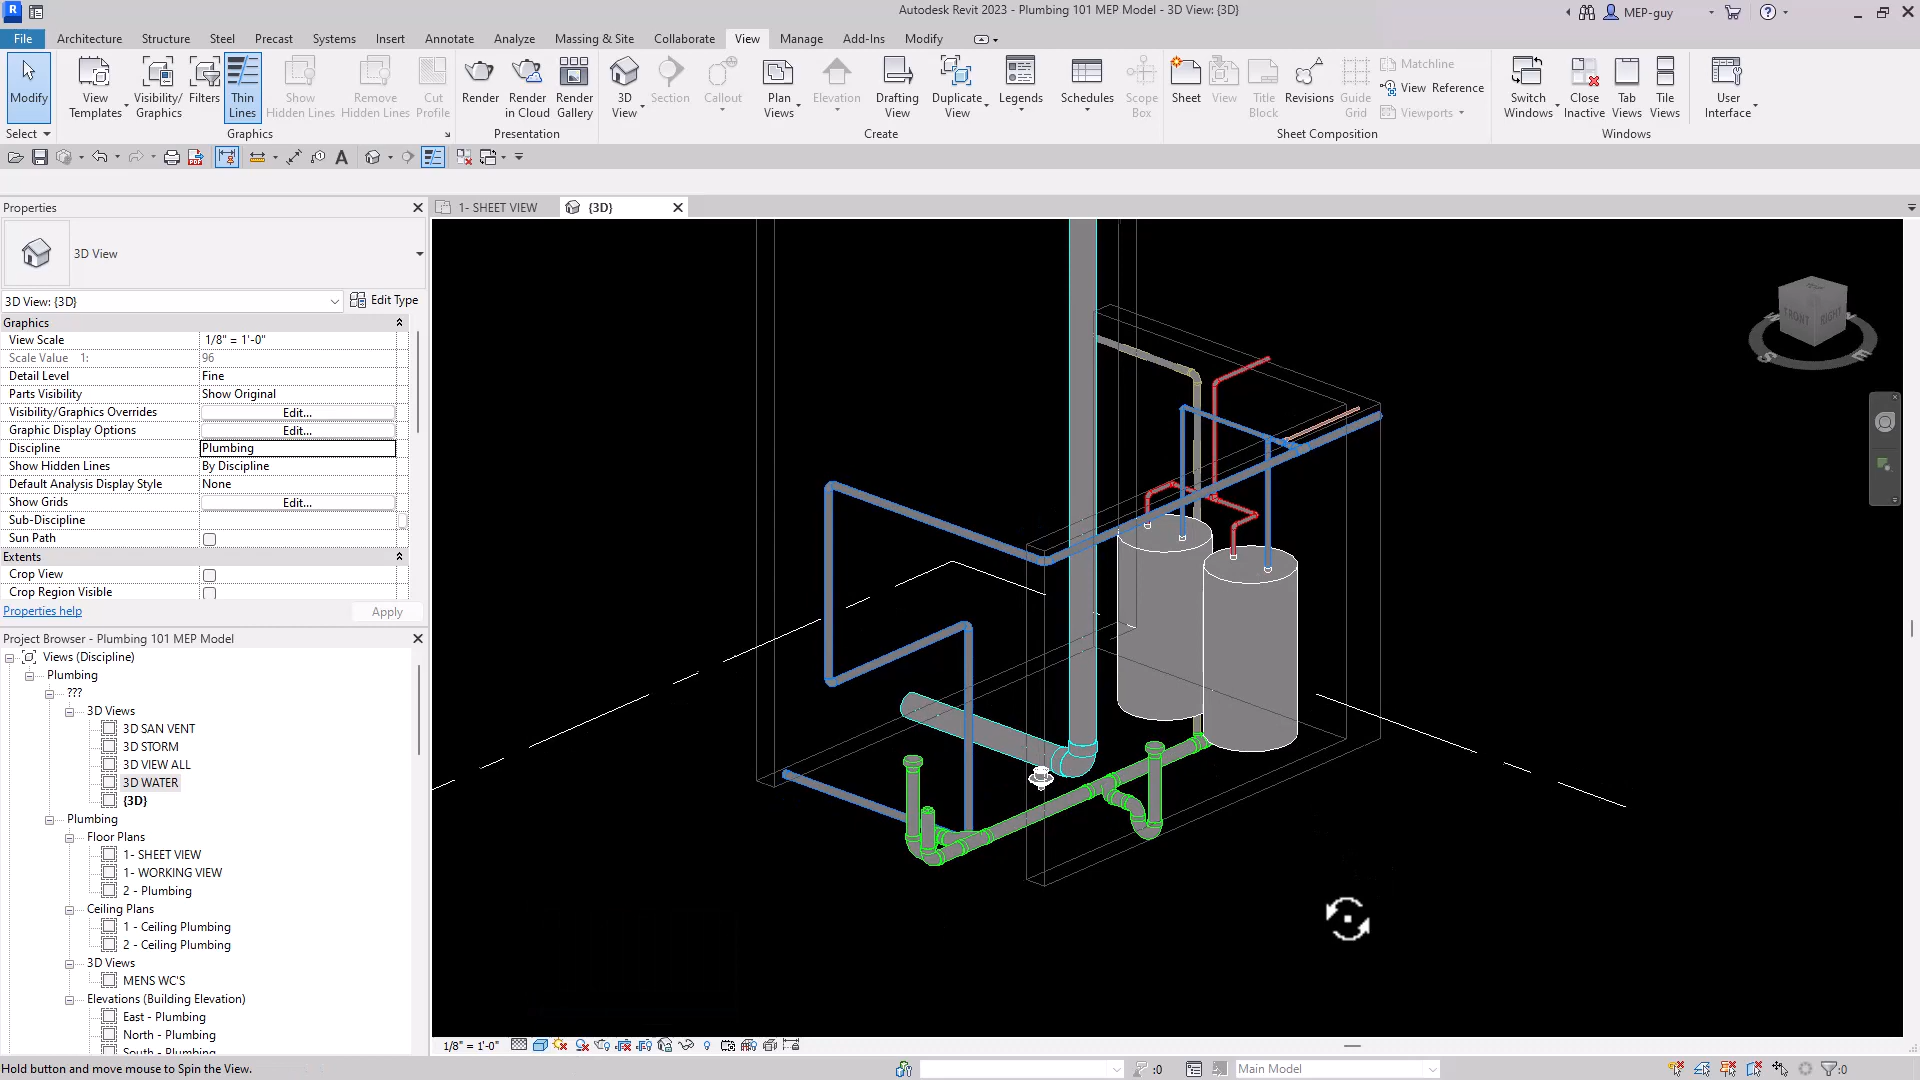 Autodesk Revit 2023 - Plumbing 101 MEP Model - 3D View: {3D}
MEP-guy
File Architecture Structure Steel Precast Systems Insert Annotate Analyze Massing & Site Collaborate View Manage Add-Ins Modify
Modify
View Templates
Visibility/ Graphics
Filters
Thin Lines
Show Hidden Lines
Remove Hidden Lines
Cut Profile
Render
Render in Cloud
Render Gallery
3D View
Section
Callout
Plan Views
Elevation
Drafting View
Duplicate View
Legends
Schedules
Scope Box
Sheet
View
Title Block
Revisions
Guide Grid
Matchline
View Reference
Viewports
Switch Windows
Close Inactive
Tab Views
Tile Views
User Interface
Select Graphics Presentation Create Sheet Composition Windows
Properties
1- SHEET VIEW
{3D}
3D View
3D View: {3D}
Edit Type
Graphics
View Scale 1/8" = 1'-0"
Scale Value 1: 96
Detail Level Fine
Parts Visibility Show Original
Visibility/Graphics Overrides Edit...
Graphic Display Options Edit...
Discipline Plumbing
Show Hidden Lines By Discipline
Default Analysis Display Style None
Show Grids Edit...
Sub-Discipline
Sun Path
Extents
Crop View
Crop Region Visible
Properties help
Apply
Project Browser - Plumbing 101 MEP Model
Views (Discipline)
Plumbing
???
3D Views
3D SAN VENT
3D STORM
3D VIEW ALL
3D WATER
{3D}
Plumbing
Floor Plans
1- SHEET VIEW
1- WORKING VIEW
2 - Plumbing
Ceiling Plans
1 - Ceiling Plumbing
2 - Ceiling Plumbing
3D Views
MENS WC'S
Elevations (Building Elevation)
East - Plumbing
North - Plumbing
South - Plumbing
FRONT
RIGHT
S
E
1/8" = 1'-0"
Hold button and move mouse to Spin the View.
:0
Main Model
:0